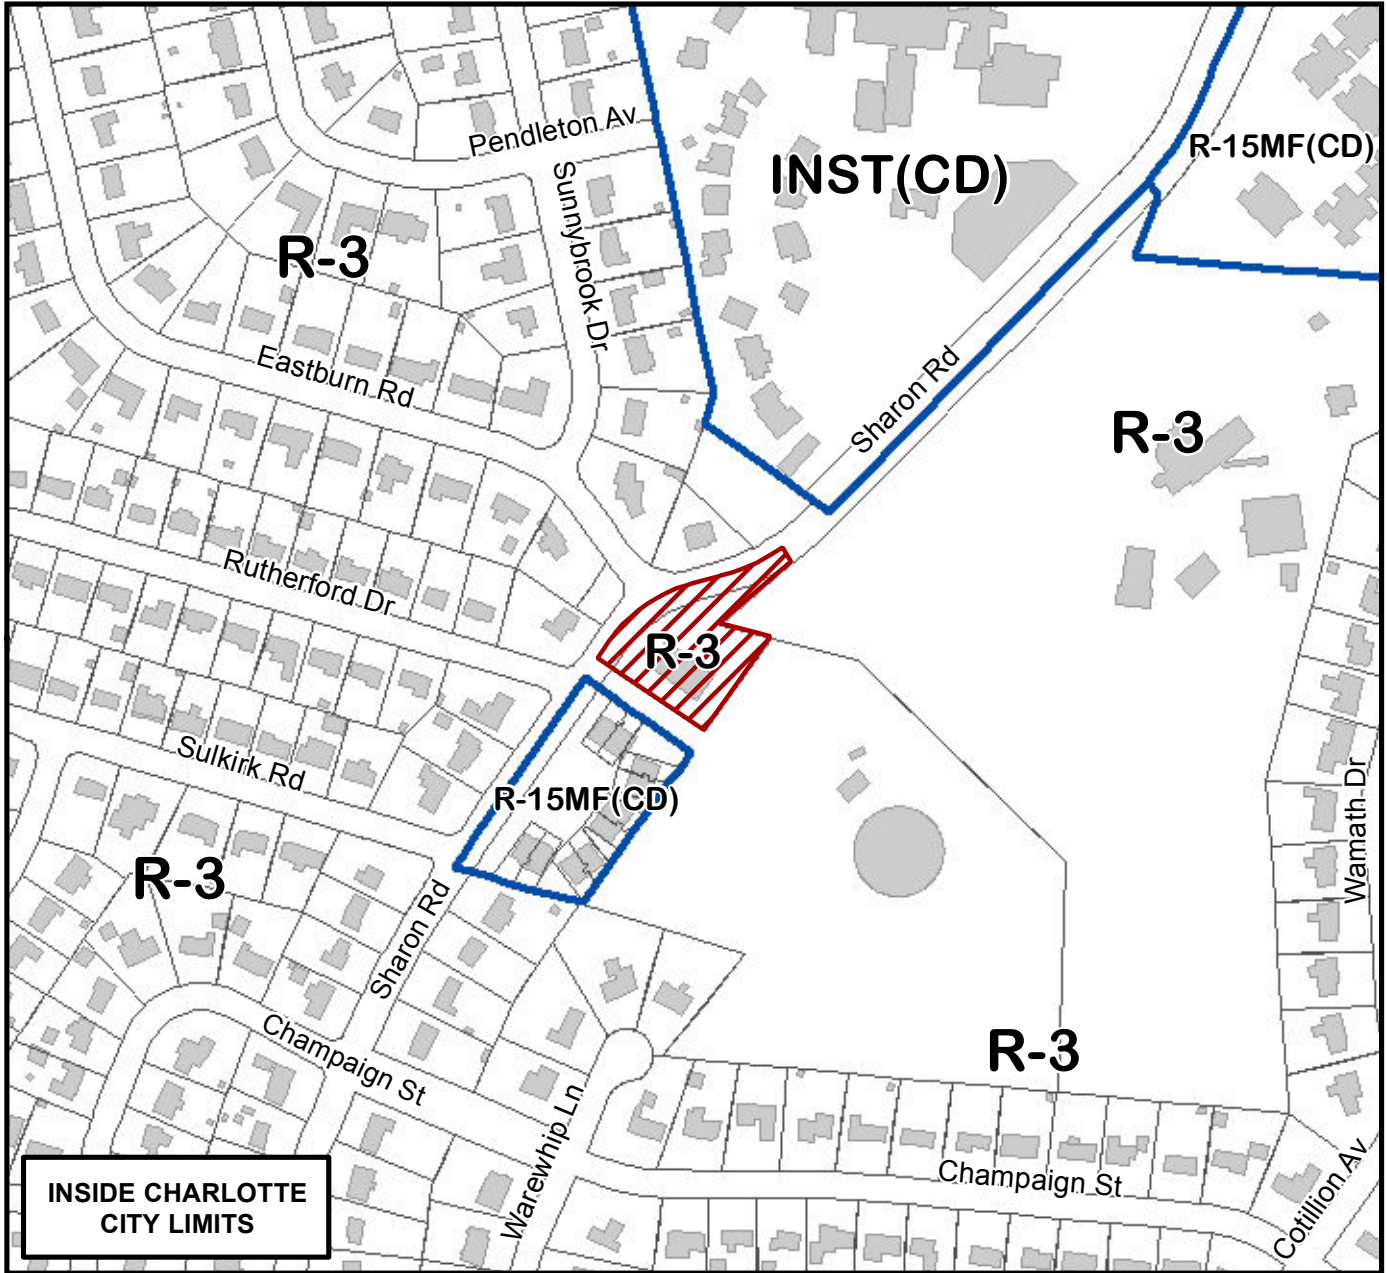 Pendleton Av
R-15MF(CD)
INST(CD)
Sunnybrook Dr
R-3
Eastburn Rd
Sharon Rd
R-3
Rutherford Dr
R-3
Sulkirk Rd
R-15MF(CD)
Wamath Dr
R-3
Sharon Rd
Champaign St
R-3
Warewhip Ln
Champaign St
Cotillion Av
INSIDE CHARLOTTE
CITY LIMITS